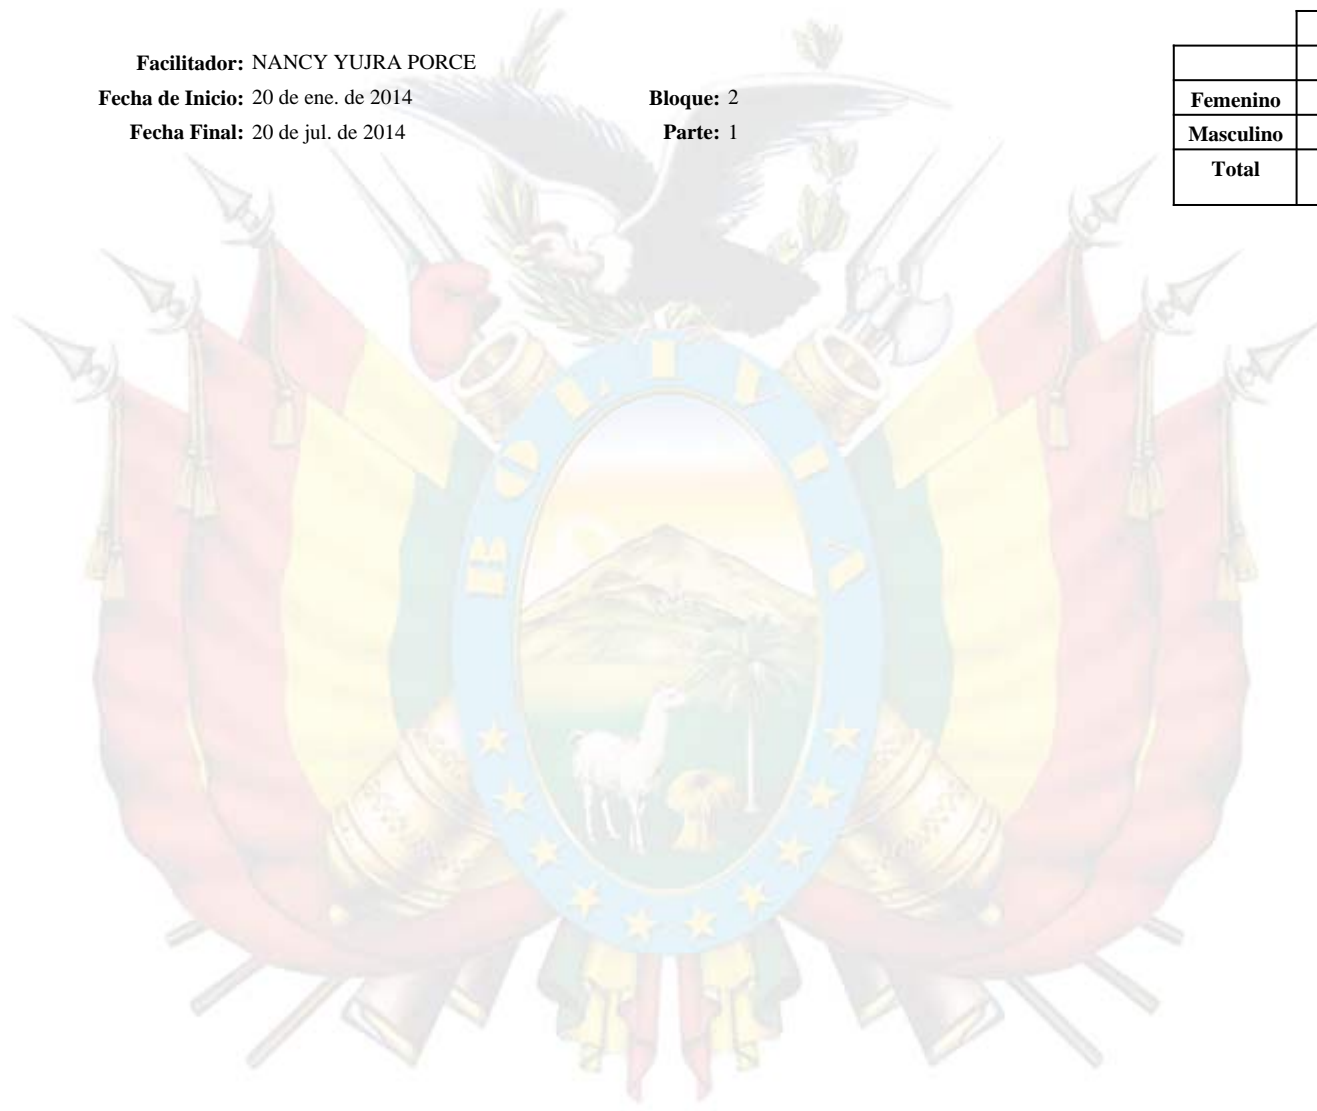 Facilitador: NANCY YUJRA PORCE
Fecha de Inicio: 20 de ene. de 2014 Bloque: 2
Fecha Final: 20 de jul. de 2014 Parte: 1
Femenino
Masculino
Total
BOLIVIA